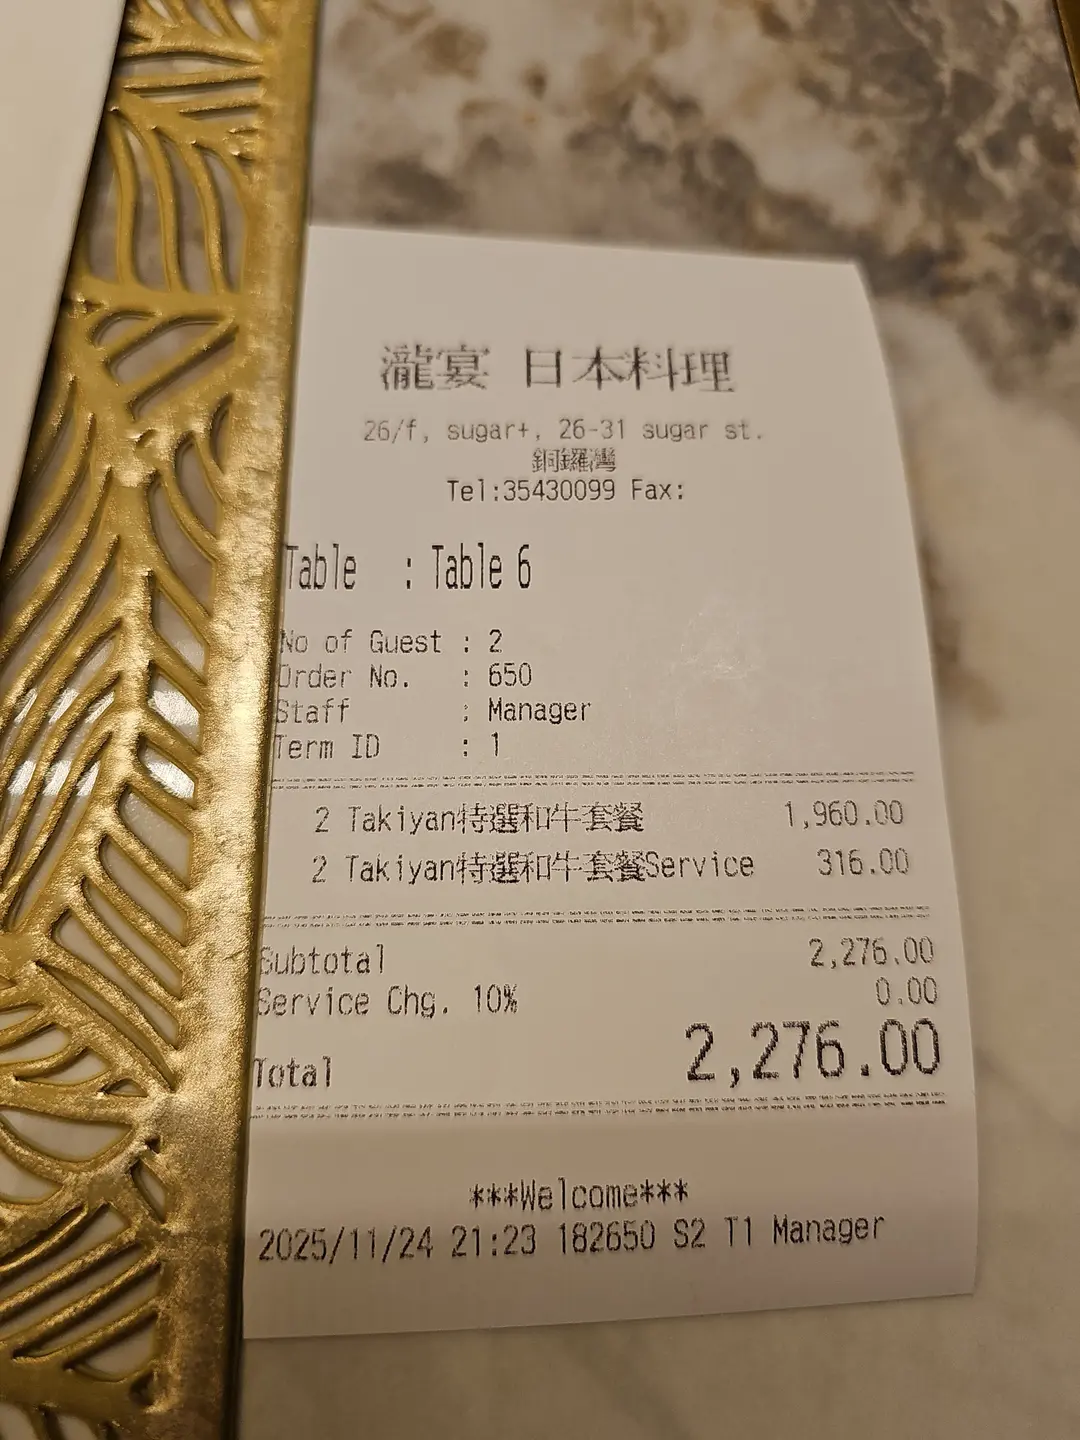 瀧宴 日本料理
26/f, sugar+, 26-31 sugar st.
銅鑼灣
Tel:35430099 Fax:
Table : Table 6
No of Guest : 2
Order No. : 650
Staff : Manager
Term ID : 1
2 Takiyan特選和牛套餐 1,960.00
2 Takiyan特選和牛套餐Service 316.00
Subtotal 2,276.00
Service Chg. 10% 0.00
Total 2,276.00
***Welcome***
2025/11/24 21:23 182650 S2 T1 Manager